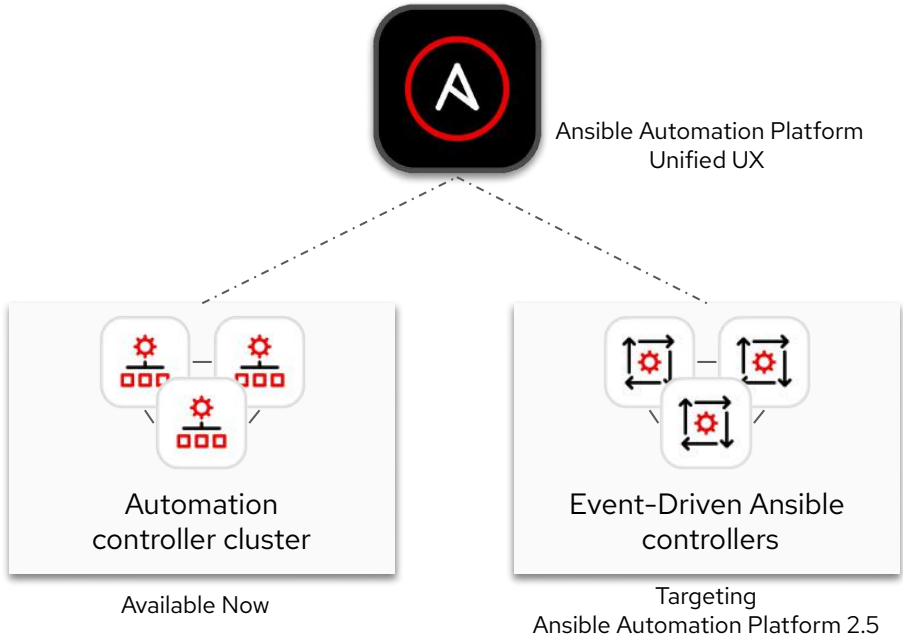 Ansible Automation Platform
Unified UX
Automation
controller cluster
Event-Driven Ansible
controllers
Available Now
Targeting
Ansible Automation Platform 2.5